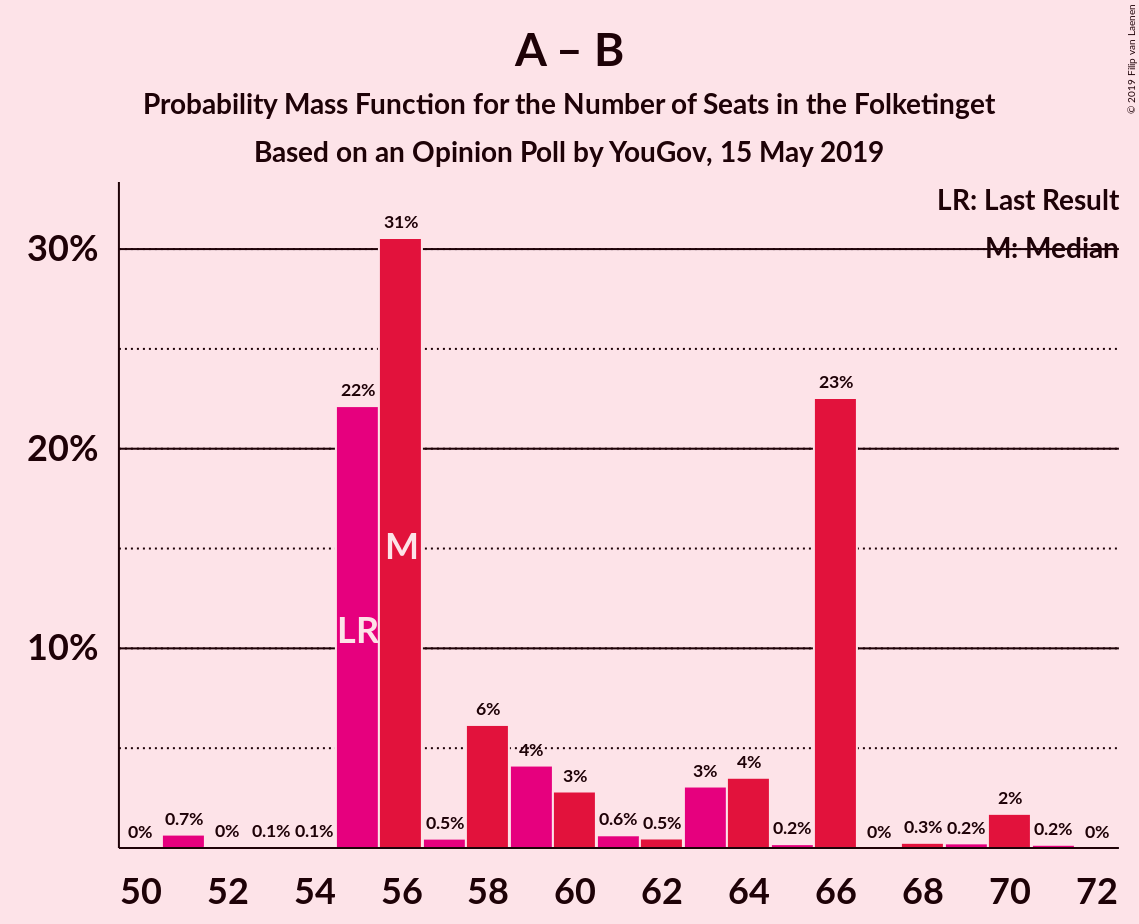 A – B
Probability Mass Function for the Number of Seats in the Folketinget
Based on an Opinion Poll by YouGov, 15 May 2019
© 2019 Filip van Laenen
LR: Last Result
M: Median
30%
20%
10%
0%
0.7%
0%
0.1%
0.1%
22%
31%
0.5%
6%
4%
3%
0.6%
0.5%
3%
4%
0.2%
23%
0%
0.3%
0.2%
2%
0.2%
0%
LR
M
50 52 54 56 58 60 62 64 66 68 70 72